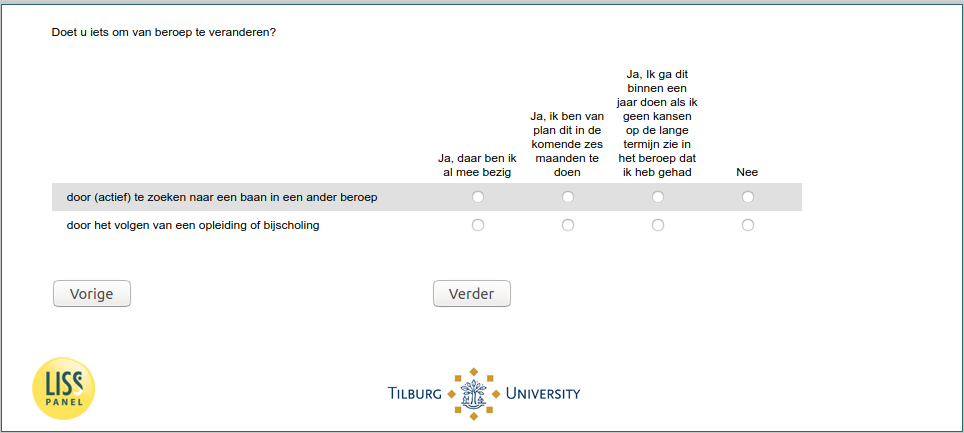 Doet u iets om van beroep te veranderen?
Ja, daar ben ik
al mee bezig
Ja, ik ben van
plan dit in de
komende zes
maanden te
doen
Ja, Ik ga dit
binnen een
jaar doen als ik
geen kansen
op de lange
termijn zie in
het beroep dat
ik heb gehad
Nee
door (actief) te zoeken naar een baan in een ander beroep
door het volgen van een opleiding of bijscholing
Vorige
Verder
LISS
PANEL
TILBURG UNIVERSITY